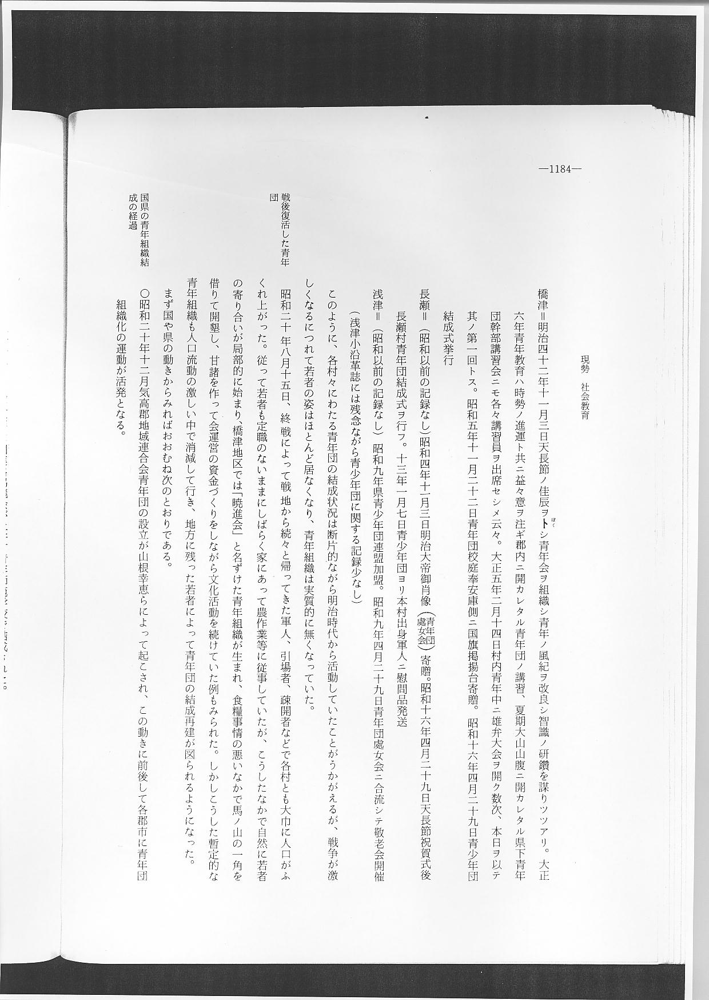 ―1184―
現勢　社会教育
橋津＝明治四十二年十一月三日天長節ノ佳辰ヲ卜シ青年会ヲ組織シ青年ノ風紀ヲ改良シ智識ノ研鑽を謀りツツアリ。大正
ぼく
六年青年教育ハ時勢ノ進運ト共ニ益々意ヲ注ギ郡内ニ開カレタル青年団ノ講習、夏期大山山腹ニ開カレタル県下青年
団幹部講習会ニモ各々講習員ヲ出席セシメ云々。大正五年二月十四日村内青年中ニ雄弁大会ヲ開ク数次、本日ヲ以テ
其ノ第一回トス。昭和五年十一月二十二日青年団校庭奉安庫側ニ国旗掲揚台寄贈。昭和十六年四月二十九日青少年団
結成式挙行
長瀬＝（昭和以前の記録なし）昭和四年十一月三日明治大帝御肖像（青年団處女会）寄贈。昭和十六年四月二十九日天長節祝賀式後
長瀬村青年団結成式ヲ行フ。十三年一月七日青少年団ヨリ本村出身軍人ニ慰問品発送
浅津＝（昭和以前の記録なし）昭和九年県青少年団連盟加盟。昭和九年四月二十九日青年団處女会ニ合流シテ敬老会開催
（浅津小沿革誌には残念ながら青少年団に関する記録少なし）
このように、各村々にわたる青年団の結成状況は断片的ながら明治時代から活動していたことがうかがえるが、戦争が激
しくなるにつれて若者の姿はほとんど居なくなり、青年組織は実質的に無くなっていた。
戦後復活した青年
団
昭和二十年八月十五日、終戦によって戦地から続々と帰ってきた軍人、引場者、疎開者などで各村とも大巾に人口がふ
くれ上がった。従って若者も定職のないままにしばらく家にあって農作業等に従事していたが、こうしたなかで自然に若者
の寄り合いが局部的に始まり、橋津地区では「暁進会」と名ずけた青年組織が生まれ、食糧事情の悪いなかで馬ノ山の一角を
借りて開墾し、甘諸を作って会運営の資金づくりをしながら文化活動を続けていた例もみられた。しかしこうした暫定的な
青年組織も人口流動の激しい中で消滅して行き、地方に残った若者によって青年団の結成再建が図られるようになった。
まず国や県の動きからみればおおむね次のとおりである。
国県の青年組織結
成の経過
○昭和二十年十二月気高郡地域連合会青年団の設立が山根幸恵らによって起こされ、この動きに前後して各郡市に青年団
組織化の運動が活発となる。